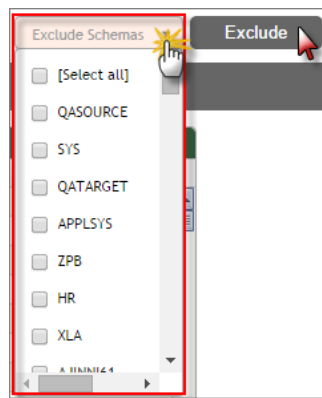 Exclude Schemas
Exclude
[Select all]
QASOURCE
SYS
QATARGET
APPLSYS
ZPB
HR
XLA